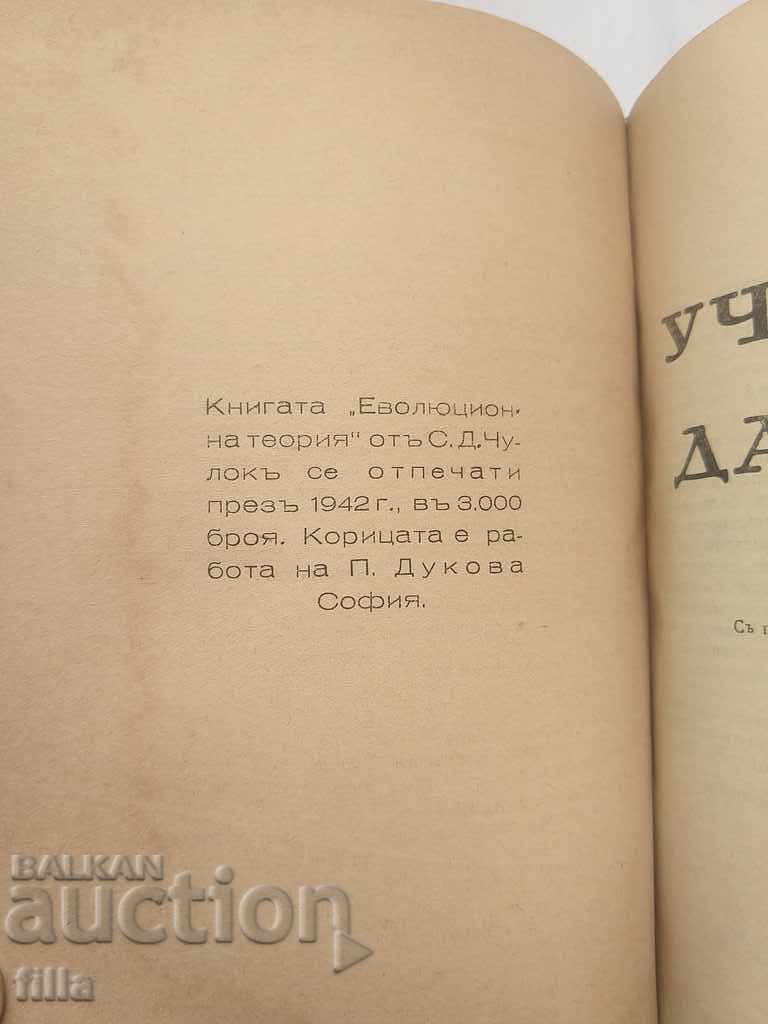 Книгата „Еволюцион-
на теория" отъ С. Д. Чу-
локъ се отпечати
презъ 1942 г., въ 3.000
броя. Корицата е ра-
бота на П. Дукова
София.
УЧ
ДА
Съ
BALKAN
auction
filla